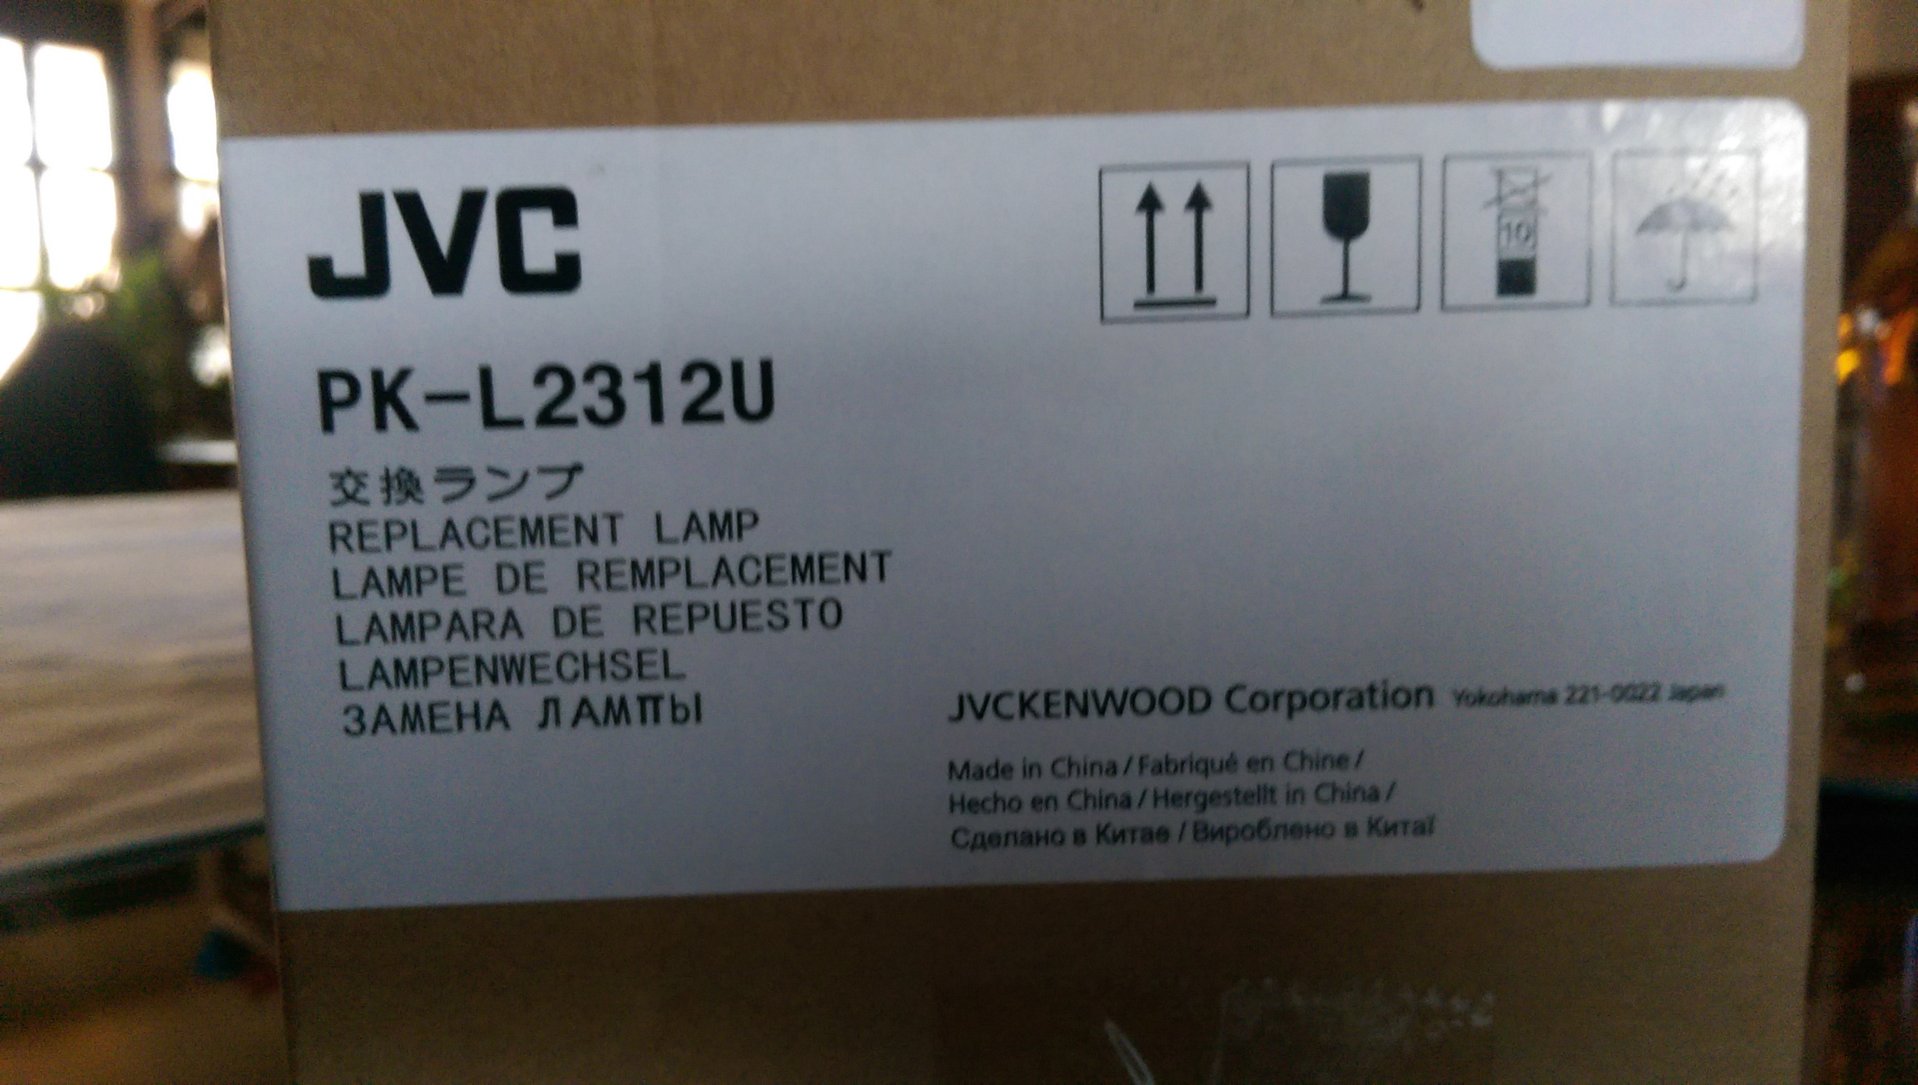 JVC
10
PK-L2312U
交換ランプ
REPLACEMENT LAMP
LAMPE DE REMPLACEMENT
LAMPARA DE REPUESTO
LAMPENWECHSEL
ЗАМЕНА ЛАМПЫ
JVCKENWOOD Corporation Yokohama 221-0022 Japan
Made in China / Fabriqué en Chine /
Hecho en China / Hergestellt in China /
Сделано в Китае / Вироблено в Китаї